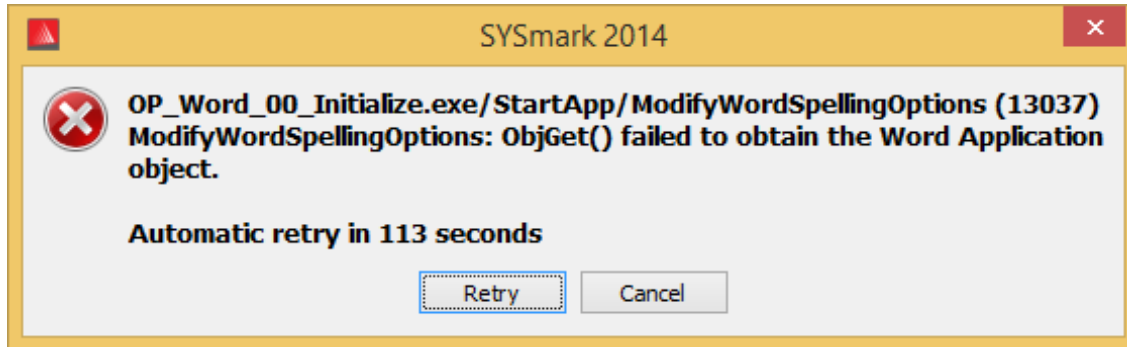 SYSmark 2014
OP_Word_00_Initialize.exe/StartApp/ModifyWordSpellingOptions (13037)
ModifyWordSpellingOptions: ObjGet() failed to obtain the Word Application
object.
Automatic retry in 113 seconds
Retry
Cancel